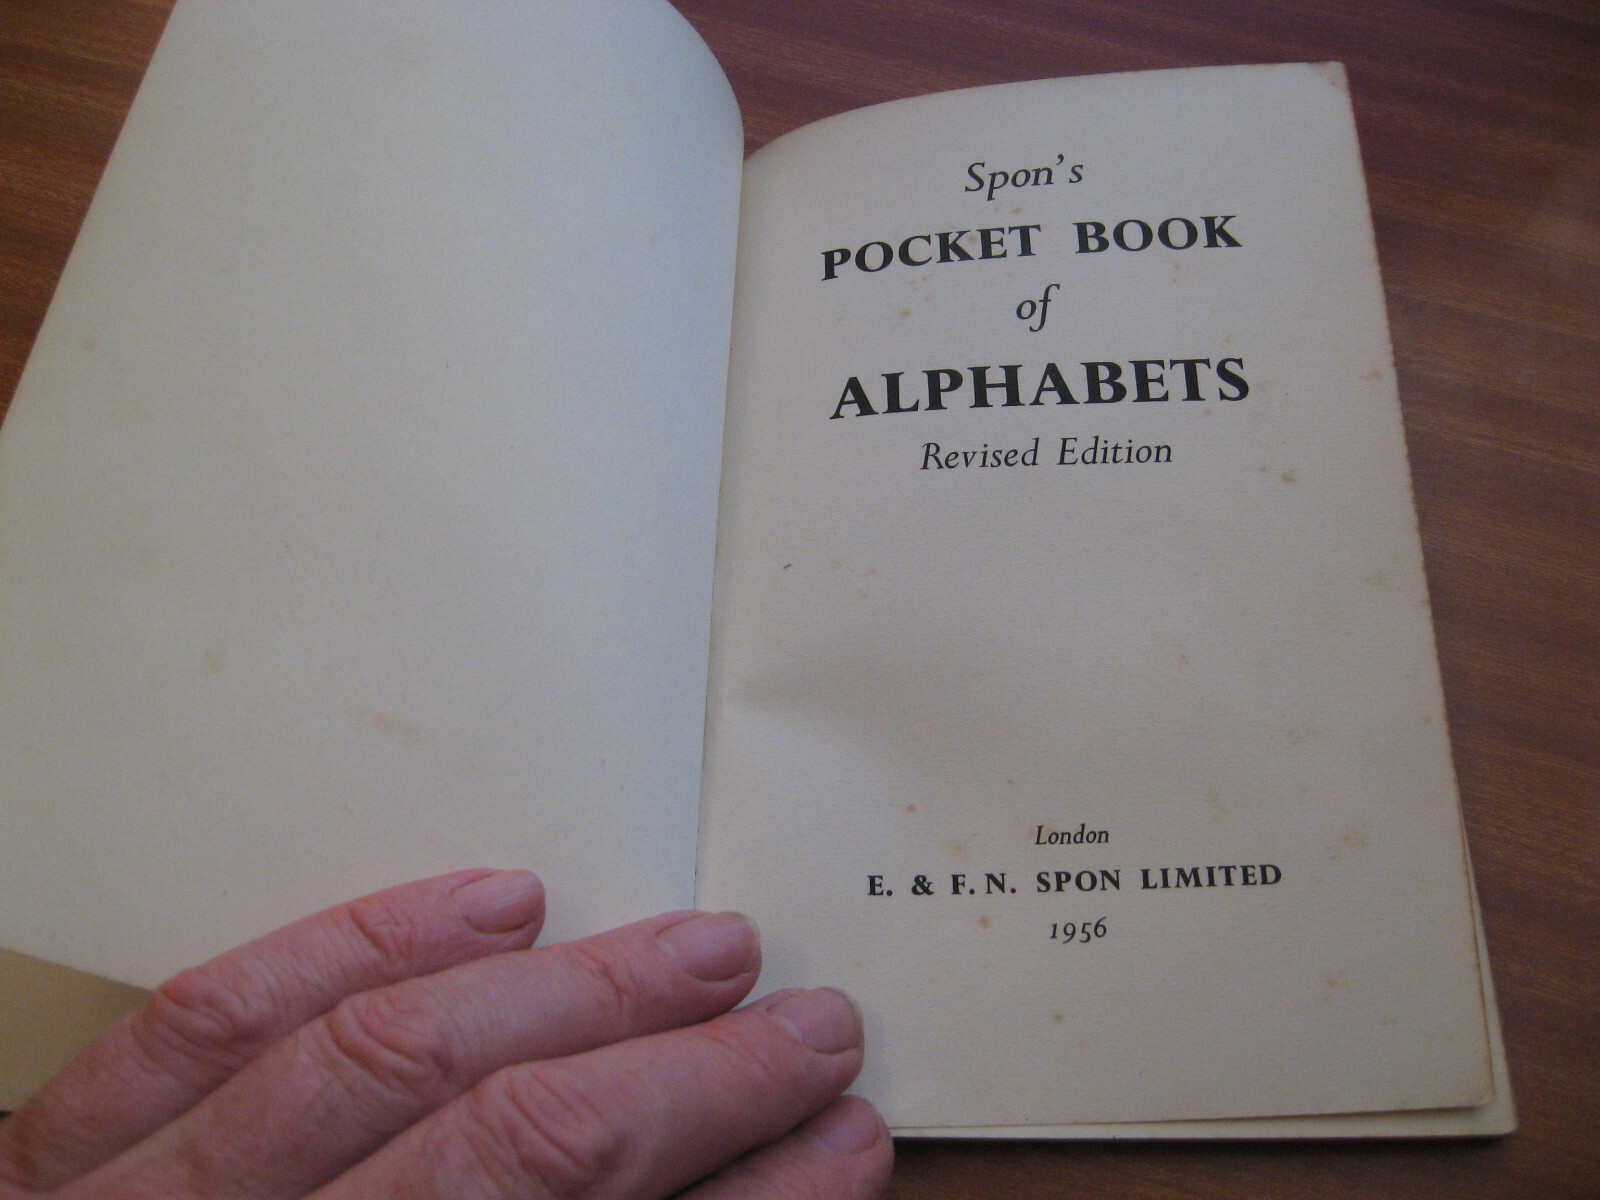 Spon's
POCKET BOOK
of
ALPHABETS
Revised Edition
London
E. & F. N. SPON LIMITED
1956